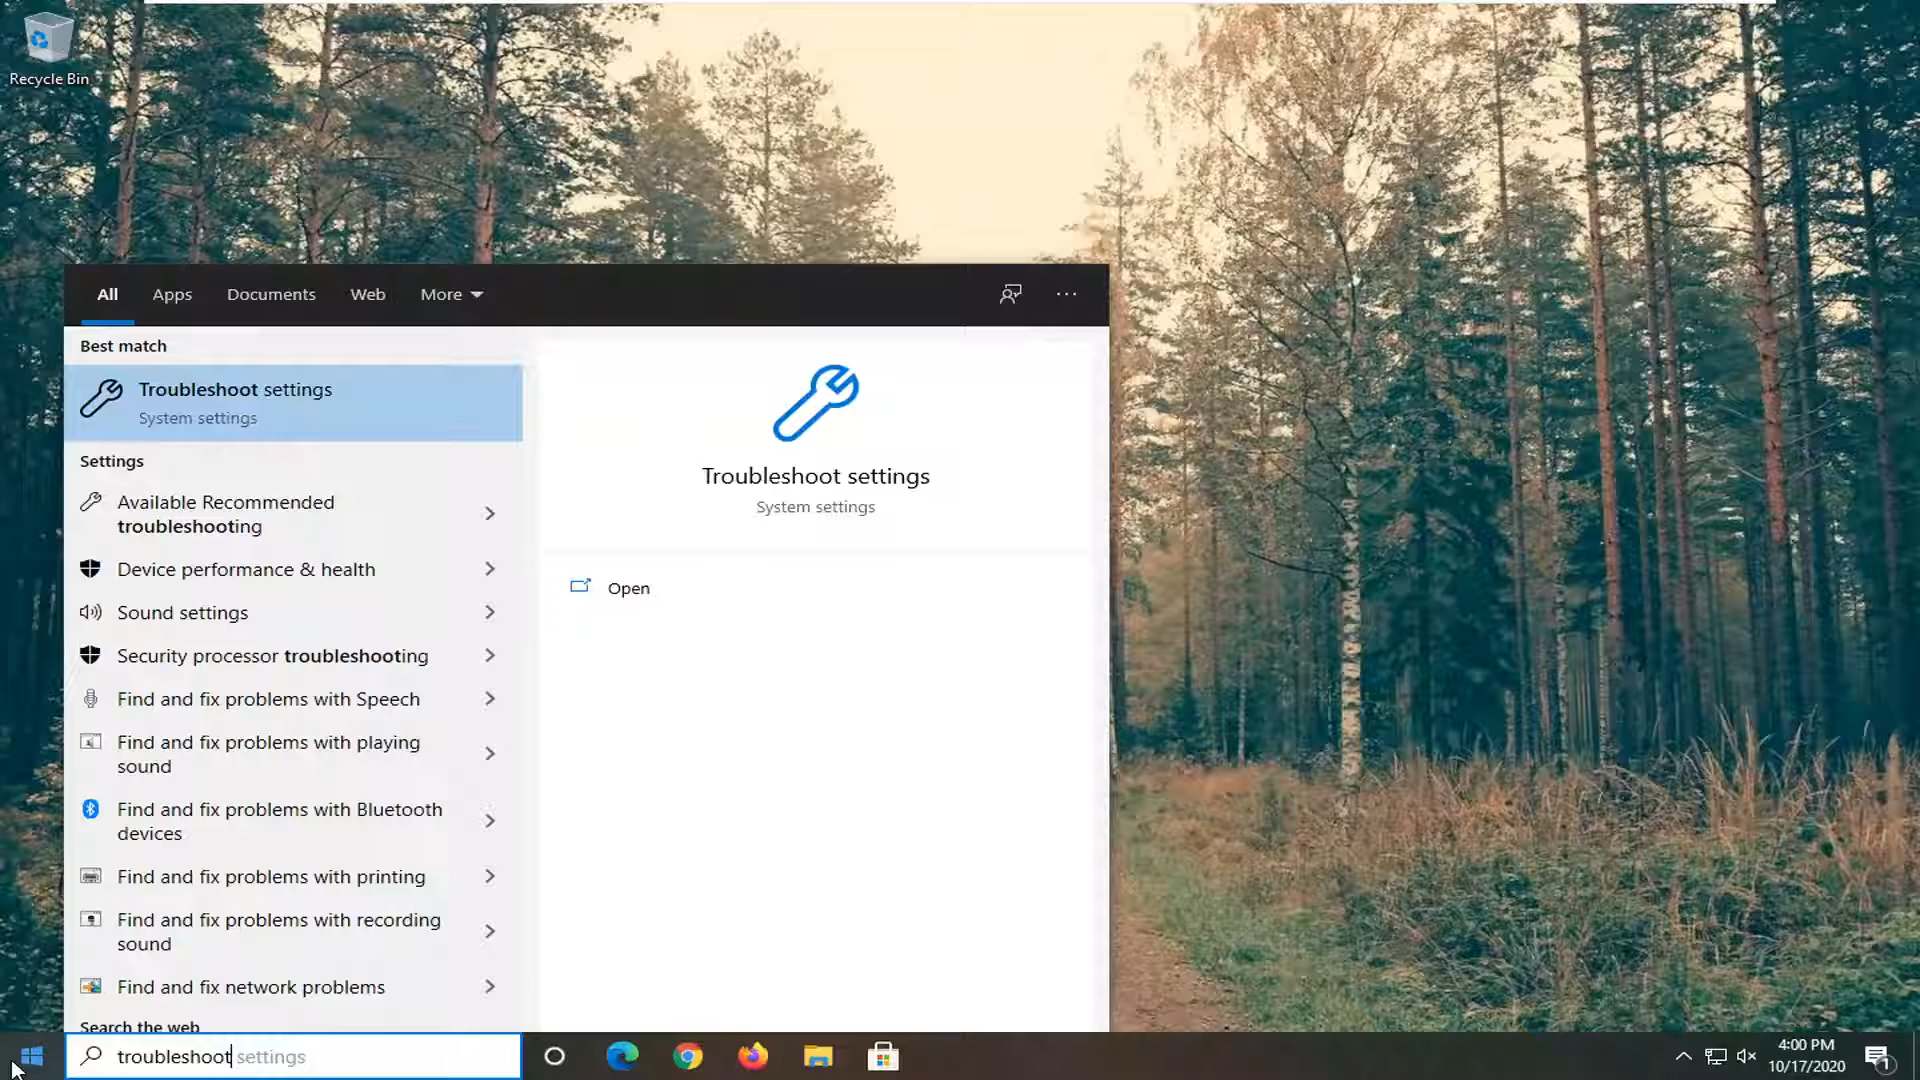 Recycle Bin
All Apps Documents Web More
Best match
Troubleshoot settings
System settings
Settings
Available Recommended
troubleshooting
Device performance & health
Sound settings
Security processor troubleshooting
Find and fix problems with Speech
Find and fix problems with playing
sound
Find and fix problems with Bluetooth
devices
Find and fix problems with printing
Find and fix problems with recording
sound
Find and fix network problems
Search the web
Troubleshoot settings
System settings
Open
troubleshoot settings
4:00 PM
10/17/2020
1